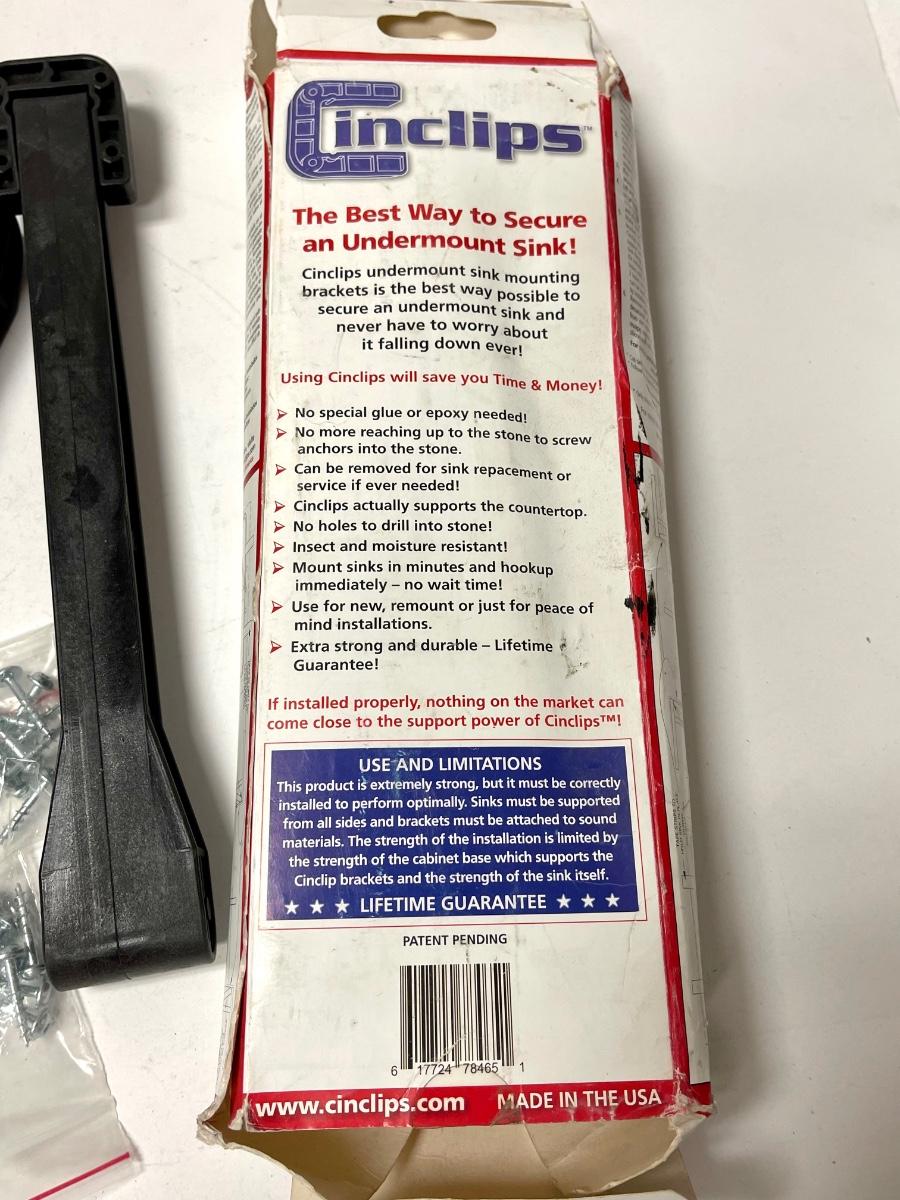 Cinclips™
The Best Way to Secure
an Undermount Sink!
Cinclips undermount sink mounting
brackets is the best way possible to
secure an undermount sink and
never have to worry about
it falling down ever!
Using Cinclips will save you Time & Money!
No special glue or epoxy needed!
No more reaching up to the stone to screw
anchors into the stone.
Can be removed for sink repacement or
service if ever needed!
Cinclips actually supports the countertop.
No holes to drill into stone!
Insect and moisture resistant!
Mount sinks in minutes and hookup
immediately – no wait time!
Use for new, remount or just for peace of
mind installations.
Extra strong and durable – Lifetime
Guarantee!
If installed properly, nothing on the market can
come close to the support power of Cinclips™!
USE AND LIMITATIONS
This product is extremely strong, but it must be correctly
installed to perform optimally. Sinks must be supported
from all sides and brackets must be attached to sound
materials. The strength of the installation is limited by
the strength of the cabinet base which supports the
Cinclip brackets and the strength of the sink itself.
★ ★ ★ LIFETIME GUARANTEE ★ ★ ★
PATENT PENDING
6 17724 78465 1
www.cinclips.com MADE IN THE USA